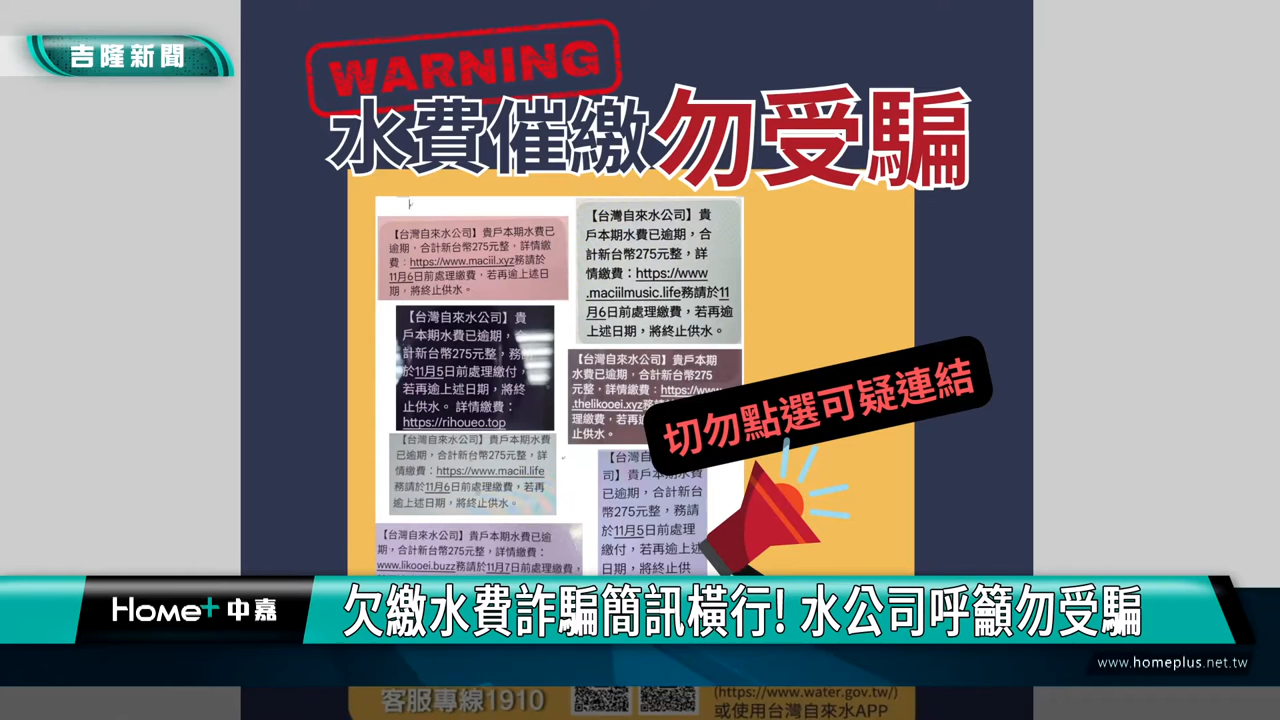 吉隆新聞
WARNING
水費催繳勿受騙
【台灣自來水公司】貴戶本期水費已
逾期，合計新台幣275元整，詳情繳
費：https://www.maciil.xyz務請於
11月6日前處理繳費，若再逾上述日
期，將終止供水。
【台灣自來水公司】貴
戶本期水費已逾期，合
計新台幣275元整，詳
情繳費：https://www
.maciilmusic.life務請於11
月6日前處理繳費，若再逾
上述日期，將終止供水。
【台灣自來水公司】貴
戶本期水費已逾期，合
計新台幣275元整，務
於11月5日前處理繳付，
若再逾上述日期，將終
止供水。 詳情繳費：
https://rihoueo.top
【台灣自來水公司】貴戶本期
水費已逾期，合計新台幣275
元整，詳情繳費：https://www
.thelikooei.xyz務
理繳費，若再
止供水。
切勿點選可疑連結
【台灣自來水公司】貴戶本期水費
已逾期，合計新台幣275元整，詳
情繳費：https://www.maciil.life
務請於11月6日前處理繳費，若再
逾上述日期，將終止供水。
【台灣自
司】貴戶本期水費
已逾期，合計新台
幣275元整，務請
於11月5日前處理
繳付，若再逾上述
日期，將終止供
【台灣自來水公司】貴戶本期水費已逾
期，合計新台幣275元整，詳情繳費：
www.likooei.buzz務請於11月7日前繳費，
Home+中嘉
欠繳水費詐騙簡訊橫行! 水公司呼籲勿受騙
www.homeplus.net.tw
客服專線1910
(https://www.water.gov.tw/)
或使用台灣自來水APP